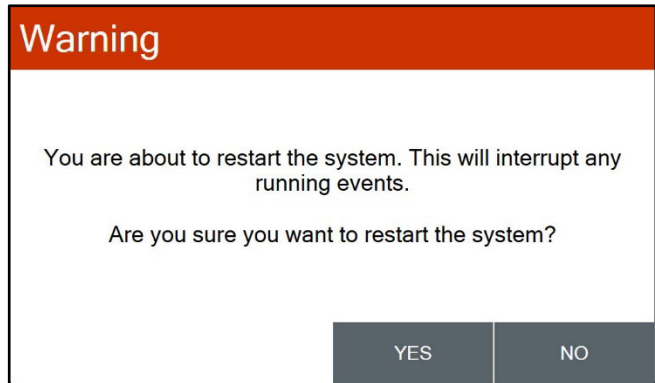 Warning
You are about to restart the system. This will interrupt any
running events.
Are you sure you want to restart the system?
YES NO